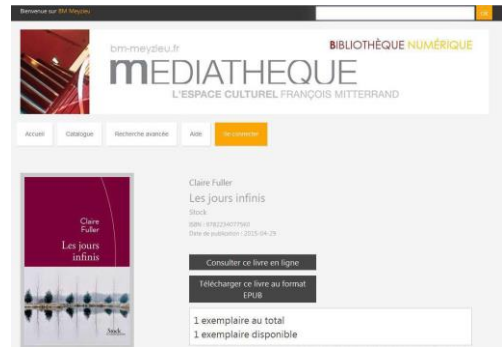 Bienvenue sur BM Meyzieu
OK
bm-meyzieu.fr
BIBLIOTHÈQUE NUMÉRIQUE
mEDIATHEQUE
L'ESPACE CULTUREL FRANÇOIS MITTERRAND
Accueil
Catalogue
Recherche avancée
Aide
Se connecter
Claire Fuller
Les jours infinis
Stock
ISBN : 9782234077540
Date de publication : 2015-04-29
Claire
Fuller
Les jours
infinis
Stock
Consulter ce livre en ligne
Télécharger ce livre au format
EPUB
1 exemplaire au total
1 exemplaire disponible